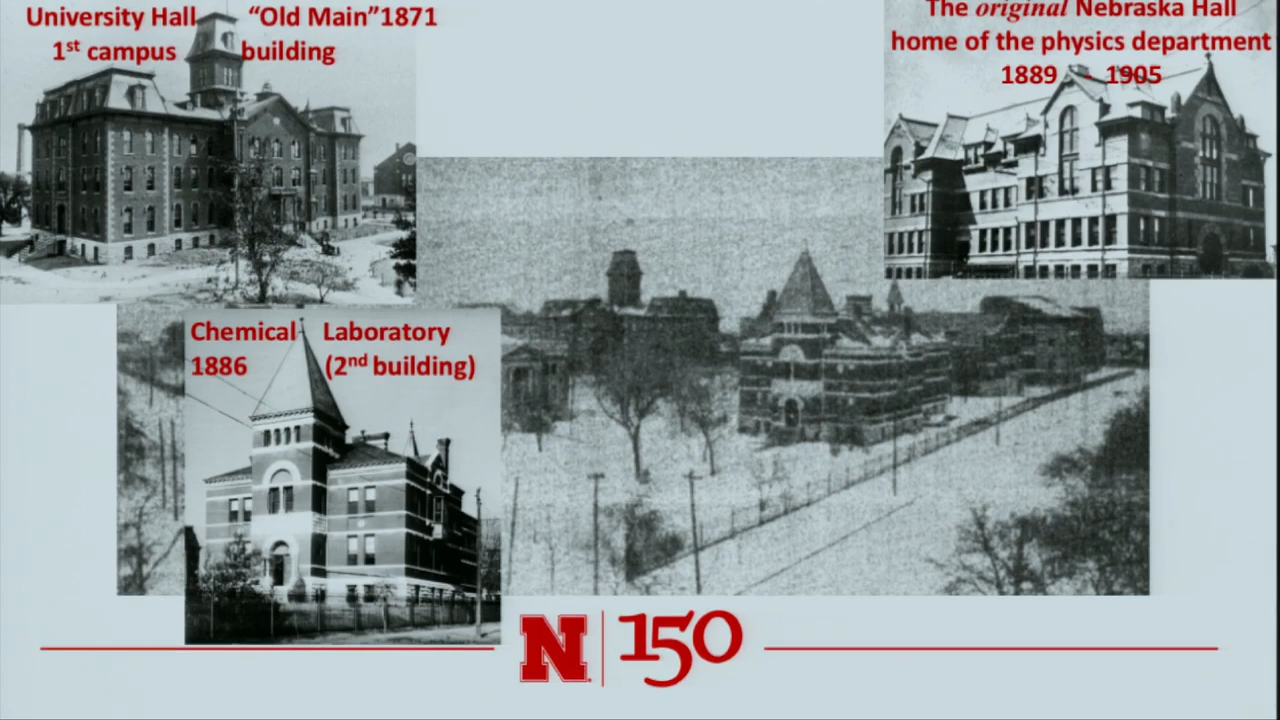 University Hall “Old Main”1871
1st campus building
The original Nebraska Hall
home of the physics department
1889 - 1905
Chemical Laboratory
1886 (2nd building)
N 150